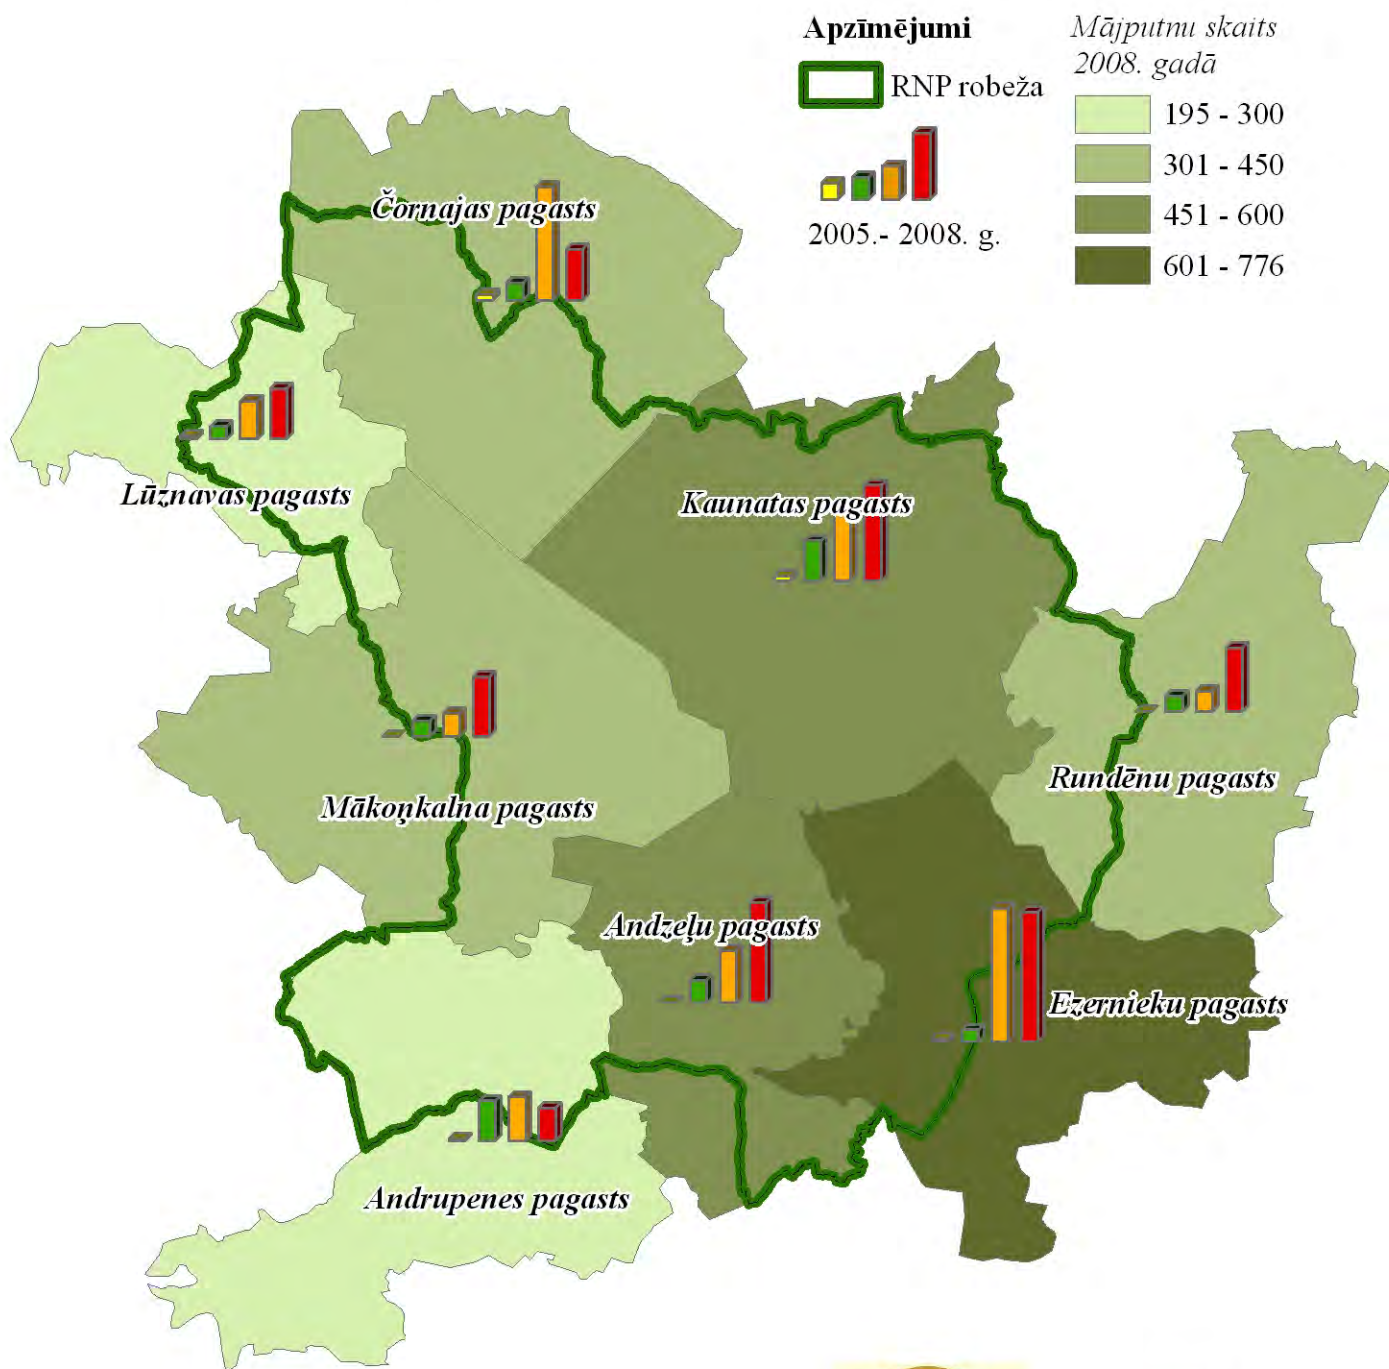 Apzīmējumi
RNP robeža
2005.- 2008. g.
Mājputnu skaits
2008. gadā
195 - 300
301 - 450
451 - 600
601 - 776
Čornajas pagasts
Lūznavas pagasts
Kaunatas pagasts
Rundēnu pagasts
Mākoņkalna pagasts
Andzeļu pagasts
Ezernieku pagasts
Andrupenes pagasts